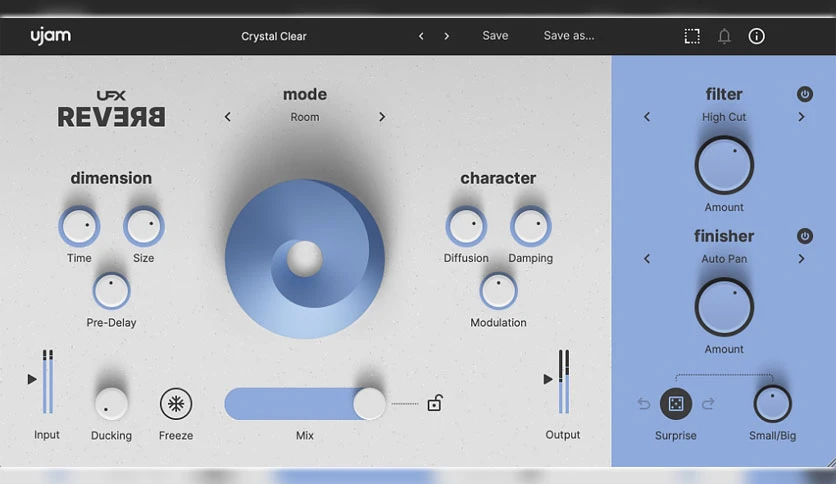 ujam
Crystal Clear
Save
Save as...
UFX
REVERB
mode
Room
dimension
Time
Size
Pre-Delay
character
Diffusion
Damping
Modulation
Input
Ducking
Freeze
Mix
Output
filter
High Cut
Amount
finisher
Auto Pan
Amount
Surprise
Small/Big